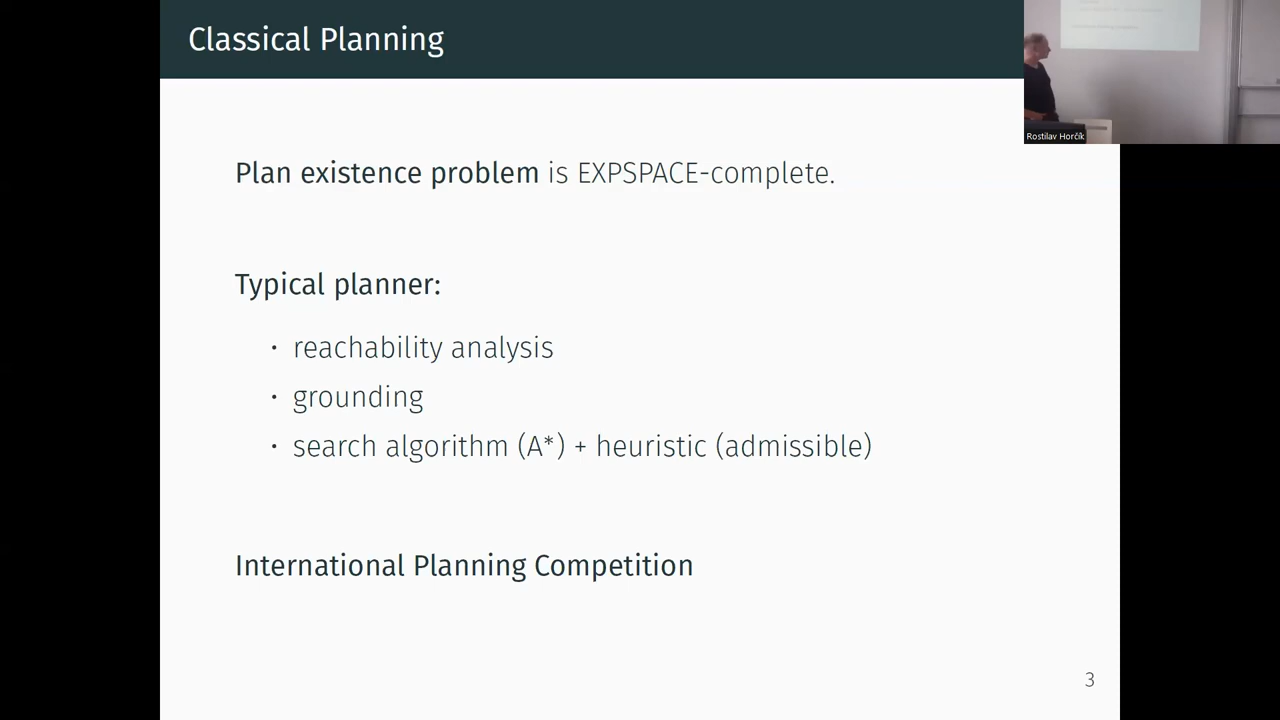 Classical Planning
Rostilav Horčík
Plan existence problem is EXPSPACE-complete.
Typical planner:
• reachability analysis
• grounding
• search algorithm (A*) + heuristic (admissible)
International Planning Competition
3